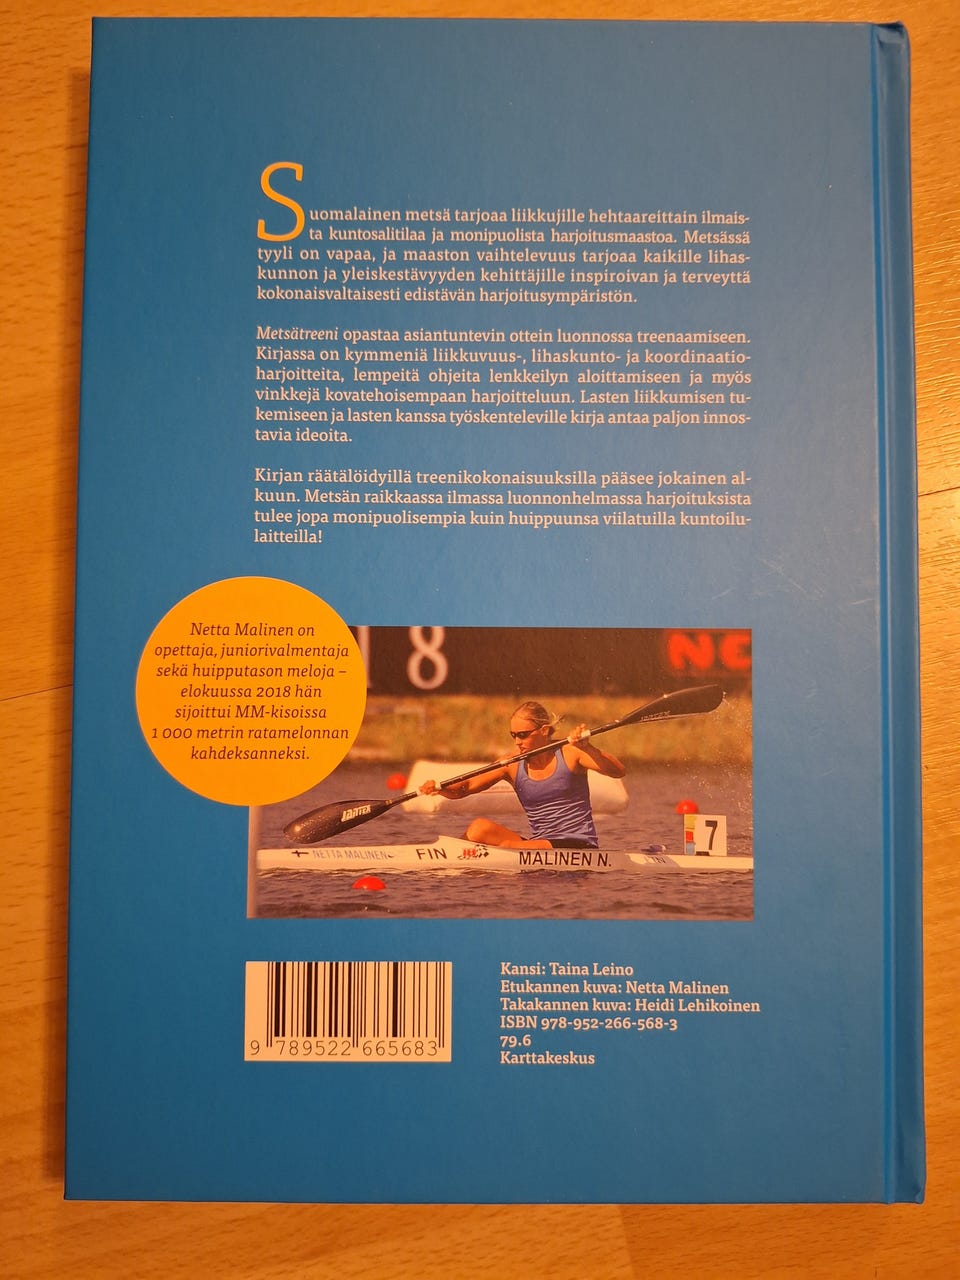 Suomalainen metsä tarjoaa liikkujille hehtaareittain ilmais-
ta kuntosalitilaa ja monipuolista harjoitusmaastoa. Metsässä
tyyli on vapaa, ja maaston vaihtelevuus tarjoaa kaikille lihas-
kunnon ja yleiskestävyyden kehittäjille inspiroivan ja terveyttä
kokonaisvaltaisesti edistävän harjoitusympäristön.
Metsätreeni opastaa asiantuntevin ottein luonnossa treenaamiseen.
Kirjassa on kymmeniä liikkuvuus-, lihaskunto- ja koordinaatio-
harjoitteita, lempeitä ohjeita lenkkeilyn aloittamiseen ja myös
vinkkejä kovatehoisempaan harjoitteluun. Lasten liikkumisen tu-
kemiseen ja lasten kanssa työskenteleville kirja antaa paljon innos-
tavia ideoita.
Kirjan räätälöidyillä treenikokonaisuuksilla pääsee jokainen al-
kuun. Metsän raikkaassa ilmassa luonnonhelmassa harjoituksista
tulee jopa monipuolisempia kuin huippuunsa viilatuilla kuntoilu-
laitteilla!
Netta Malinen on
opettaja, juniorivalmentaja
sekä huipputason meloja –
elokuussa 2018 hän
sijoittui MM-kisoissa
1 000 metrin ratamelonnan
kahdeksanneksi.
18
NO
JANTEX
JANTEX
7
NETTA MALINEN
FIN
MALINEN N.
Kansi: Taina Leino
Etukannen kuva: Netta Malinen
Takakannen kuva: Heidi Lehikoinen
ISBN 978-952-266-568-3
79.6
Karttakeskus
9 789522 665683